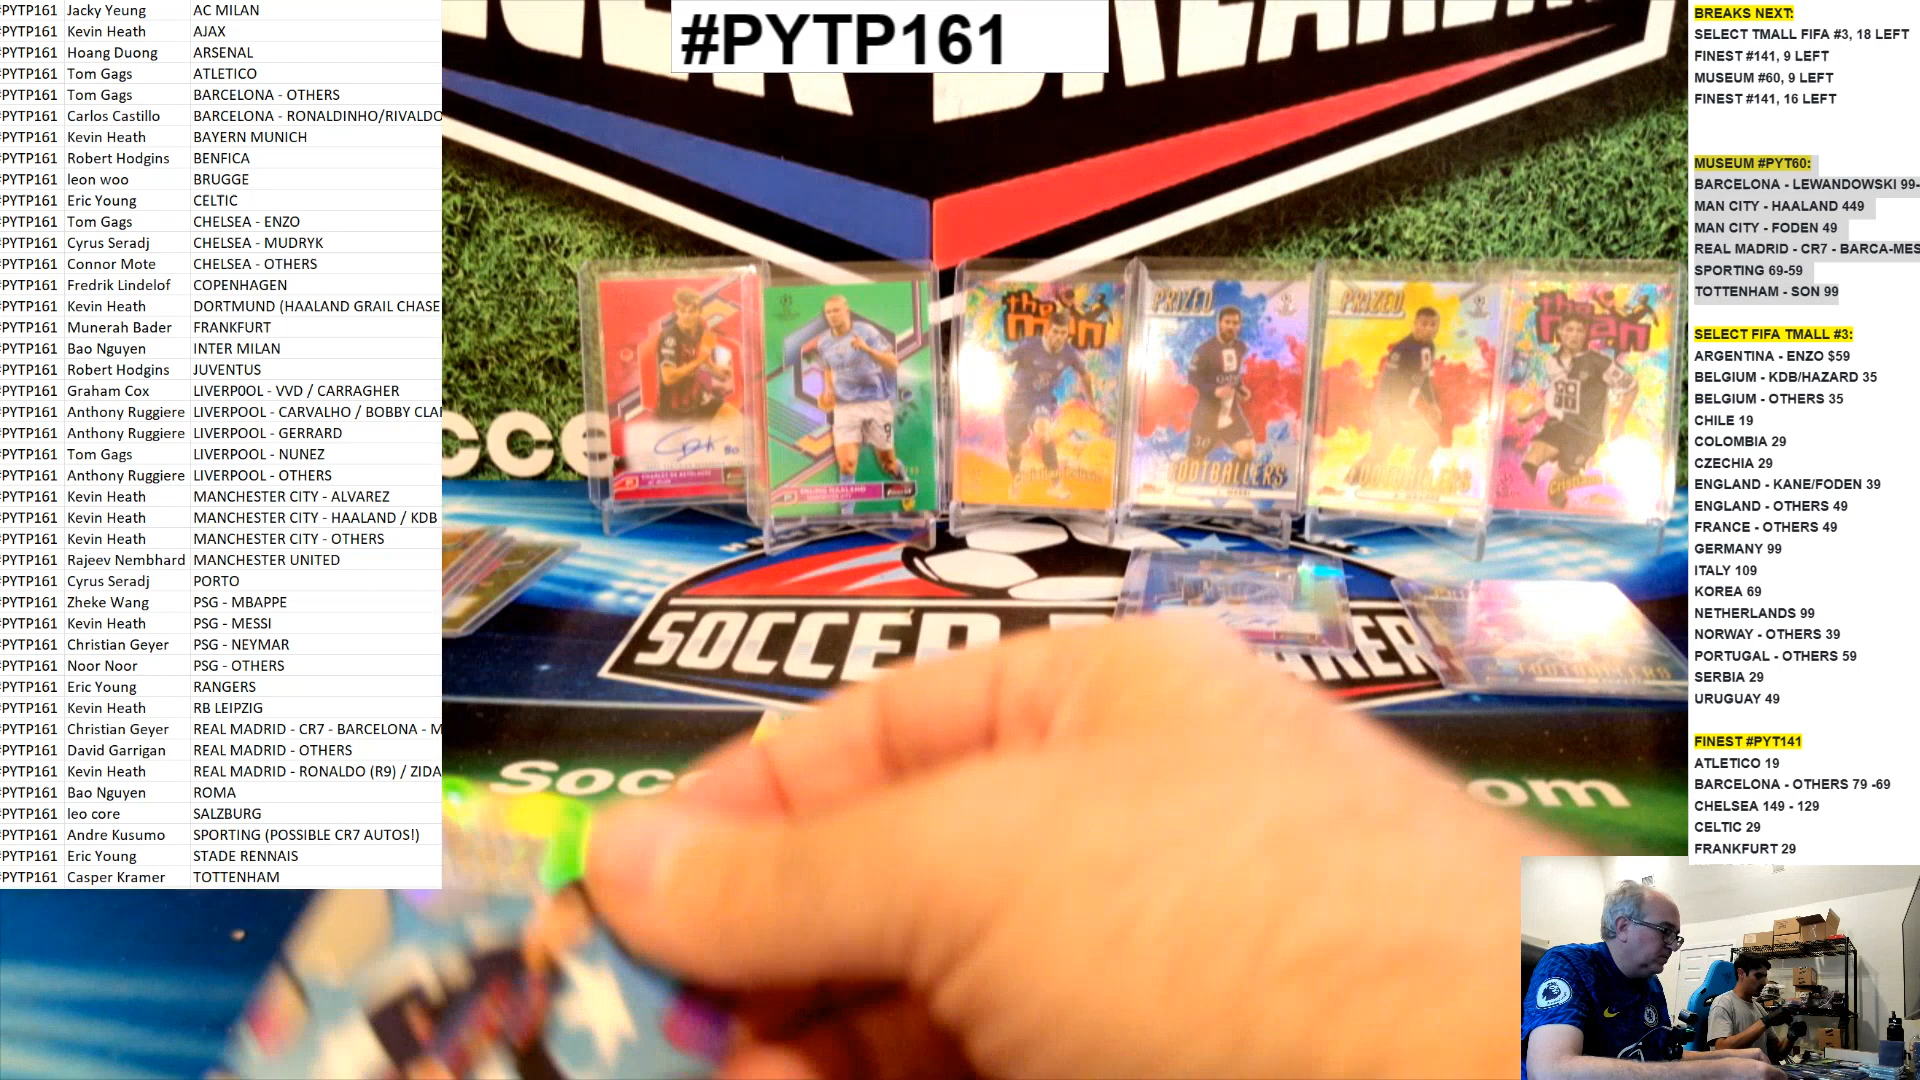 #PYTP161
#PYTP161 Jacky Yeung AC MILAN
#PYTP161 Kevin Heath AJAX
#PYTP161 Hoang Duong ARSENAL
#PYTP161 Tom Gags ATLETICO
#PYTP161 Tom Gags BARCELONA - OTHERS
#PYTP161 Carlos Castillo BARCELONA - RONALDINHO/RIVALDO
#PYTP161 Kevin Heath BAYERN MUNICH
#PYTP161 Robert Hodgins BENFICA
#PYTP161 leon woo BRUGGE
#PYTP161 Eric Young CELTIC
#PYTP161 Tom Gags CHELSEA - ENZO
#PYTP161 Cyrus Seradj CHELSEA - MUDRYK
#PYTP161 Connor Mote CHELSEA - OTHERS
#PYTP161 Fredrik Lindelof COPENHAGEN
#PYTP161 Kevin Heath DORTMUND (HAALAND GRAIL CHASE
#PYTP161 Munerah Bader FRANKFURT
#PYTP161 Bao Nguyen INTER MILAN
#PYTP161 Robert Hodgins JUVENTUS
#PYTP161 Graham Cox LIVERP0OL - VVD / CARRAGHER
#PYTP161 Anthony Ruggiere LIVERPOOL - CARVALHO / BOBBY CLA
#PYTP161 Anthony Ruggiere LIVERPOOL - GERRARD
#PYTP161 Tom Gags LIVERPOOL - NUNEZ
#PYTP161 Anthony Ruggiere LIVERPOOL - OTHERS
#PYTP161 Kevin Heath MANCHESTER CITY - ALVAREZ
#PYTP161 Kevin Heath MANCHESTER CITY - HAALAND / KDB
#PYTP161 Kevin Heath MANCHESTER CITY - OTHERS
#PYTP161 Rajeev Nembhard MANCHESTER UNITED
#PYTP161 Cyrus Seradj PORTO
#PYTP161 Zheke Wang PSG - MBAPPE
#PYTP161 Kevin Heath PSG - MESSI
#PYTP161 Christian Geyer PSG - NEYMAR
#PYTP161 Noor Noor PSG - OTHERS
#PYTP161 Eric Young RANGERS
#PYTP161 Kevin Heath RB LEIPZIG
#PYTP161 Christian Geyer REAL MADRID - CR7 - BARCELONA - M
#PYTP161 David Garrigan REAL MADRID - OTHERS
#PYTP161 Kevin Heath REAL MADRID - RONALDO (R9) / ZIDA
#PYTP161 Bao Nguyen ROMA
#PYTP161 leo core SALZBURG
#PYTP161 Andre Kusumo SPORTING (POSSIBLE CR7 AUTOS!)
#PYTP161 Eric Young STADE RENNAIS
#PYTP161 Casper Kramer TOTTENHAM
the man
PRIZED
FOOTBALLERS
PRIZED
FOOTBALLERS
the man
ERLING HAALAND
SOCCER
Soc
om
BREAKS NEXT:
SELECT TMALL FIFA #3, 18 LEFT
FINEST #141, 9 LEFT
MUSEUM #60, 9 LEFT
FINEST #141, 16 LEFT
MUSEUM #PYT60:
BARCELONA - LEWANDOWSKI 99-
MAN CITY - HAALAND 449
MAN CITY - FODEN 49
REAL MADRID - CR7 - BARCA-MES
SPORTING 69-59
TOTTENHAM - SON 99
SELECT FIFA TMALL #3:
ARGENTINA - ENZO $59
BELGIUM - KDB/HAZARD 35
BELGIUM - OTHERS 35
CHILE 19
COLOMBIA 29
CZECHIA 29
ENGLAND - KANE/FODEN 39
ENGLAND - OTHERS 49
FRANCE - OTHERS 49
GERMANY 99
ITALY 109
KOREA 69
NETHERLANDS 99
NORWAY - OTHERS 39
PORTUGAL - OTHERS 59
SERBIA 29
URUGUAY 49
FINEST #PYT141
ATLETICO 19
BARCELONA - OTHERS 79 -69
CHELSEA 149 - 129
CELTIC 29
FRANKFURT 29